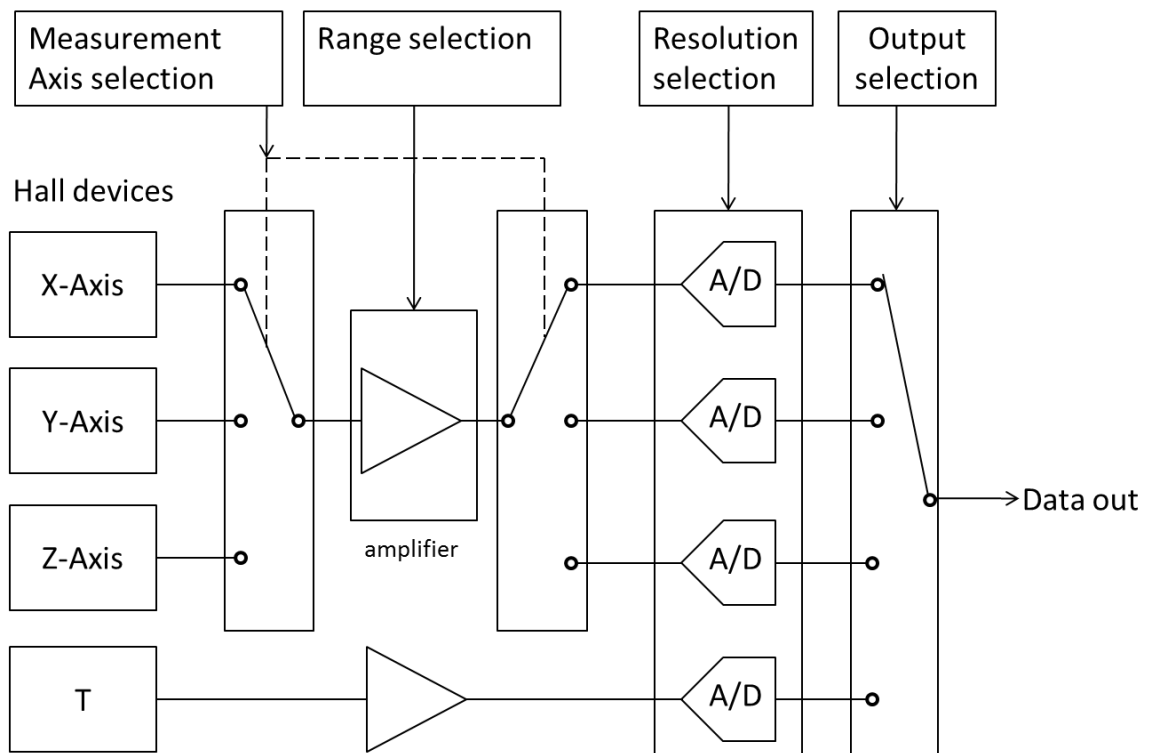 Measurement
Axis selection
Range selection
Resolution
selection
Output
selection
Hall devices
X-Axis
A/D
Y-Axis
A/D
Data out
Z-Axis
amplifier
A/D
T
A/D